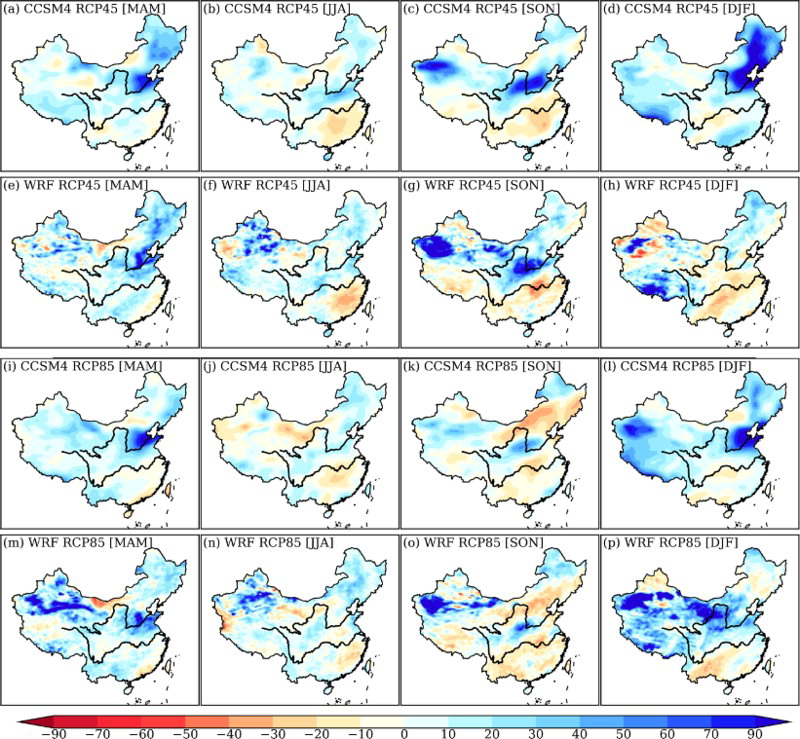 (a) CCSM4 RCP45 [MAM]
(b) CCSM4 RCP45 [JJA]
(c) CCSM4 RCP45 [SON]
(d) CCSM4 RCP45 [DJF]
(e) WRF RCP45 [MAM]
(f) WRF RCP45 [JJA]
(g) WRF RCP45 [SON]
(h) WRF RCP45 [DJF]
(i) CCSM4 RCP85 [MAM]
(j) CCSM4 RCP85 [JJA]
(k) CCSM4 RCP85 [SON]
(l) CCSM4 RCP85 [DJF]
(m) WRF RCP85 [MAM]
(n) WRF RCP85 [JJA]
(o) WRF RCP85 [SON]
(p) WRF RCP85 [DJF]
−90 −70 −60 −50 −40 −30 −20 −10 0 10 20 30 40 50 60 70 90